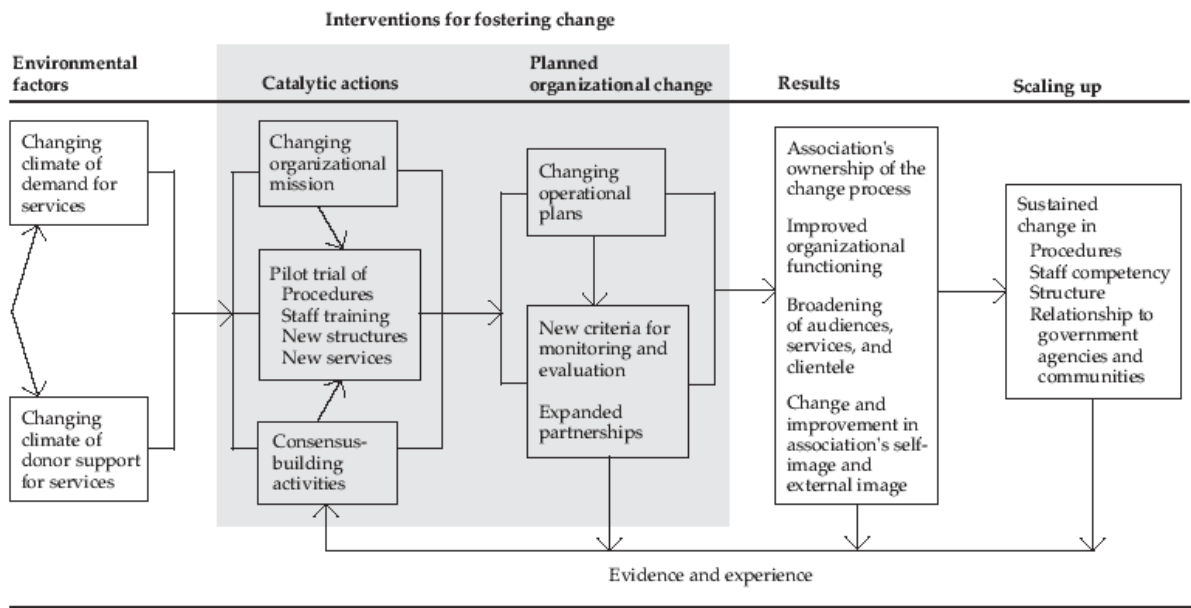 Interventions for fostering change
Environmental
factors
Catalytic actions
Planned
organizational change
Results
Scaling up
Changing
climate of
demand for
services
Changing
climate of
donor support
for services
Changing
organizational
mission
Pilot trial of
Procedures
Staff training
New structures
New services
Consensus-
building
activities
Changing
operational
plans
New criteria for
monitoring and
evaluation
Expanded
partnerships
Association's
ownership of the
change process
Improved
organizational
functioning
Broadening
of audiences,
services, and
clientele
Change and
improvement in
association's self-
image and
external image
Sustained
change in
Procedures
Staff competency
Structure
Relationship to
government
agencies and
communities
Evidence and experience